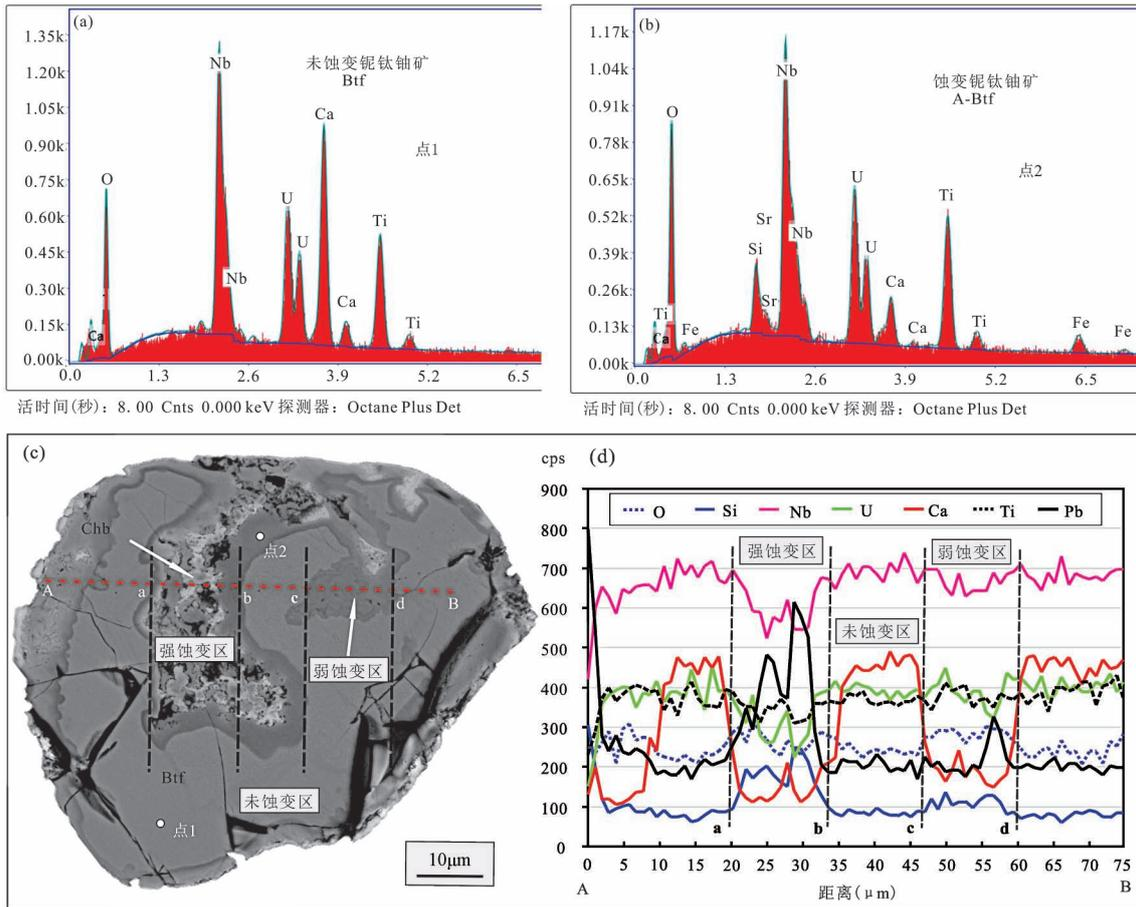 (a)
1.35k
1.20k
1.05k
0.90k
0.75k
0.60k
0.45k
0.30k
0.15k
0.00k
0.0 1.3 2.6 3.9 5.2 6.5
Ca
O
Nb
Nb
U
U
Ca
Ca
Ti
Ti
未蚀变铌钛铀矿
Btf
点1
活时间(秒): 8.00 Cnts 0.000 keV 探测器: Octane Plus Det
(b)
1.17k
1.04k
0.91k
0.78k
0.65k
0.52k
0.39k
0.26k
0.13k
0.00k
0.0 1.3 2.6 3.9 5.2 6.5
Ti
Ca
O
Fe
Sr
Si
Sr
Nb
Nb
U
U
Ca
Ca
Ti
Ti
Fe
Fe
蚀变铌钛铀矿
A-Btf
点2
活时间(秒): 8.00 Cnts 0.000 keV 探测器: Octane Plus Det
(c)
Chb
点2
A a b c d B
强蚀变区
弱蚀变区
Btf
未蚀变区
点1
10μm
(d)
cps
900
800
700
600
500
400
300
200
100
0
O Si Nb U Ca Ti Pb
强蚀变区
弱蚀变区
未蚀变区
a b c d
0 5 10 15 20 25 30 35 40 45 50 55 60 65 70 75
A 距离(μm) B